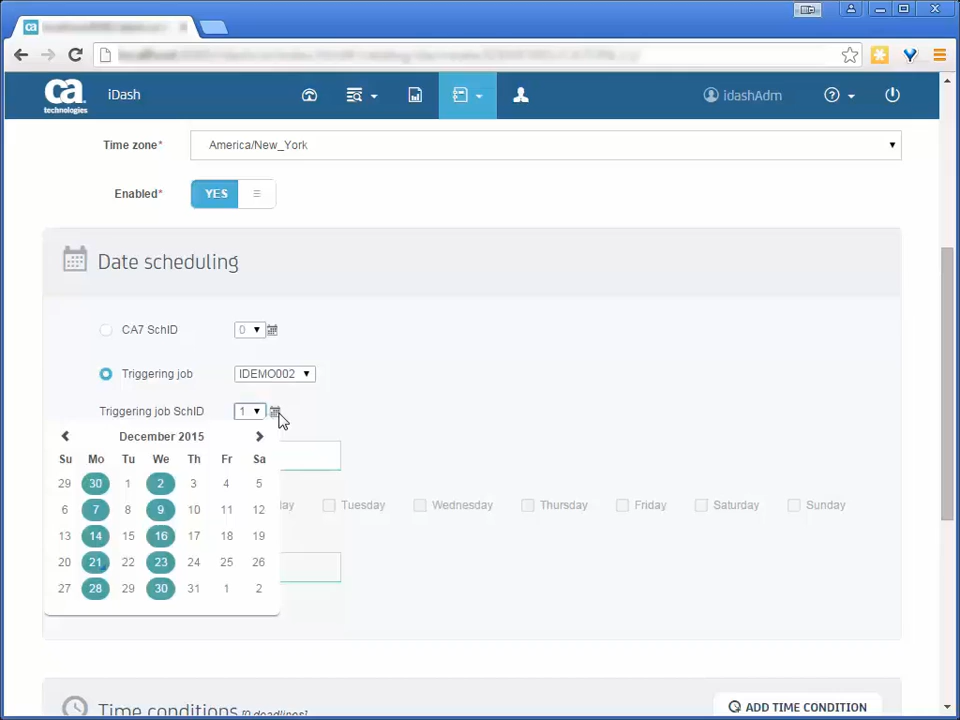 ca
ca
technologies
iDash
idashAdm
Time zone*
America/New_York
Enabled*
YES
Date scheduling
CA7 SchID
0
Triggering job
IDEMO002
Triggering job SchID
1
December 2015
Su Mo Tu We Th Fr Sa
29 30 1 2 3 4 5
6 7 8 9 10 11 12
13 14 15 16 17 18 19
20 21 22 23 24 25 26
27 28 29 30 31 1 2
day Tuesday Wednesday Thursday Friday Saturday Sunday
Time conditions [0 deadlines]
ADD TIME CONDITION